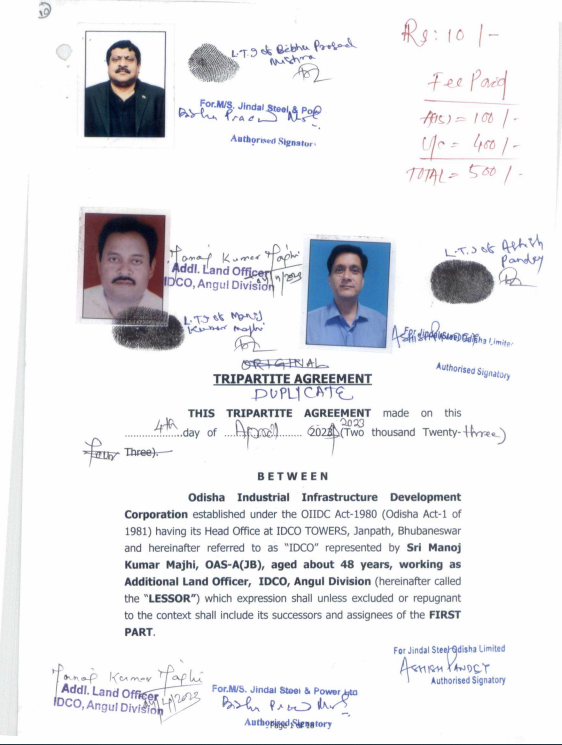 10
L.T.I of Bibhu Prasad
Mishra
For.M/S. Jindal Steel & Pow
Authorised Signator
Rs: 10/-
Fee Paid
A(15) = 100/-
U/c = 400/-
TOTAL = 500/-
Manoj Kumar Majhi
Addl. Land Officer
IDCO, Angul Division
L.T.I of Manoj
Kumar Majhi
L.T.I of Ashish
Pandey
For Jindal Steel Odisha Limited
Authorised Signatory
ORIGINAL
TRIPARTITE AGREEMENT
DUPLICATE
THIS TRIPARTITE AGREEMENT made on this
4th day of April 2023 (Two thousand Twenty-three)
Three).
BETWEEN
Odisha Industrial Infrastructure Development
Corporation established under the OIIDC Act-1980 (Odisha Act-1 of
1981) having its Head Office at IDCO TOWERS, Janpath, Bhubaneswar
and hereinafter referred to as "IDCO" represented by Sri Manoj
Kumar Majhi, OAS-A(JB), aged about 48 years, working as
Additional Land Officer, IDCO, Angul Division (hereinafter called
the "LESSOR") which expression shall unless excluded or repugnant
to the context shall include its successors and assignees of the FIRST
PART.
For Jindal Steel Odisha Limited
ASHISH PANDEY
Authorised Signatory
Manoj Kumar Majhi
Addl. Land Officer
IDCO, Angul Division
For.M/S. Jindal Steel & Power Ltd
Authorised Signatory